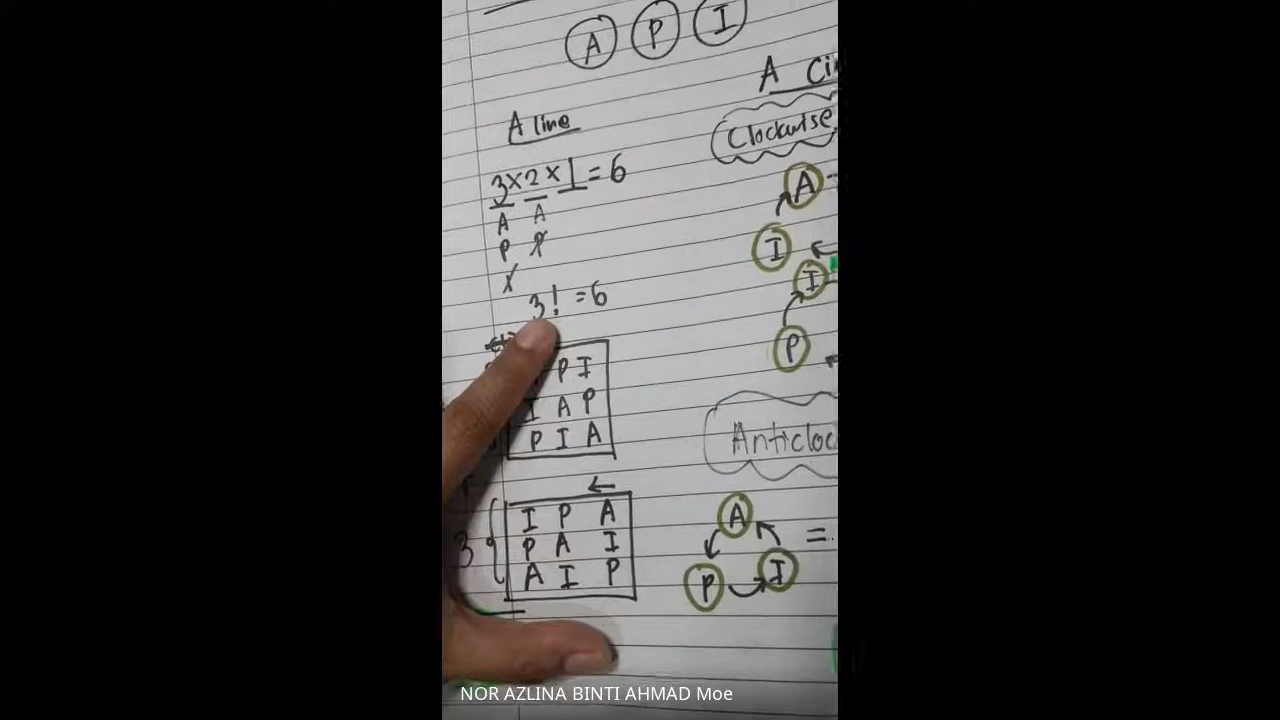 A P I
A line
3 × 2 × 1 = 6
A A
P P
3! = 6
P I
I A P
P I A
←
I P A
3 { P A I
A I P
A Ci
Clockwise
A
I ←
I
P
Anticloc
A =
P I
NOR AZLINA BINTI AHMAD Moe